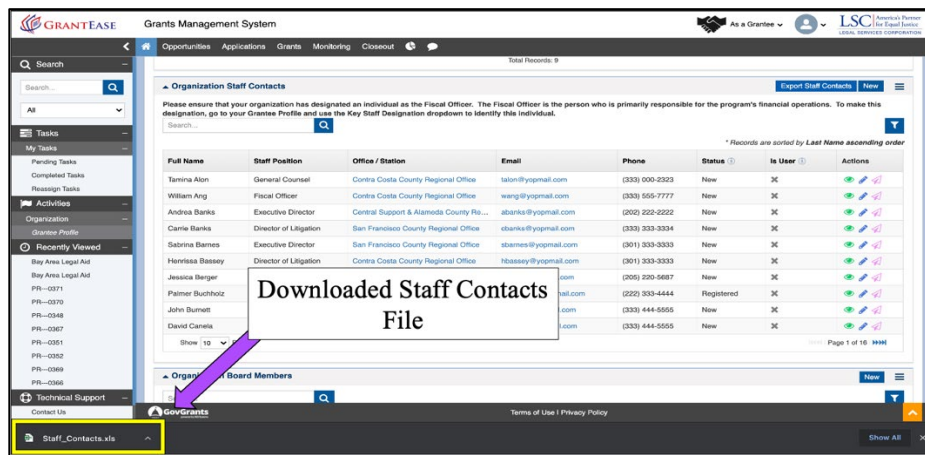 GRANTEASE
Grants Management System
As a Grantee
LSC America's Partner for Equal Justice
LEGAL SERVICES CORPORATION
Opportunities Applications Grants Monitoring Closeout
Search
Search...
All
Tasks
My Tasks
Pending Tasks
Completed Tasks
Reassign Tasks
Activities
Organization
Grantee Profile
Recently Viewed
Bay Area Legal Aid
Bay Area Legal Aid
PR---0371
PR---0370
PR---0348
PR---0367
PR---0351
PR---0352
PR---0369
PR---0366
Technical Support
Contact Us
Total Records: 9
Organization Staff Contacts
Export Staff Contacts New
Please ensure that your organization has designated an individual as the Fiscal Officer. The Fiscal Officer is the person who is primarily responsible for the program's financial operations. To make this
designation, go to your Grantee Profile and use the Key Staff Designation dropdown to identify this individual.
Search...
* Records are sorted by Last Name ascending order
Full Name Staff Position Office / Station Email Phone Status Is User Actions
Tamina Alon General Counsel Contra Costa County Regional Office talon@yopmail.com (333) 000-2323 New
William Ang Fiscal Officer Contra Costa County Regional Office wang@yopmail.com (333) 555-7777 New
Andrea Banks Executive Director Central Support & Alameda County Re... abanks@yopmail.com (202) 222-2222 New
Carrie Banks Director of Litigation San Francisco County Regional Office cbanks@yopmail.com (333) 333-3334 New
Sabrina Barnes Executive Director San Francisco County Regional Office sbarnes@yopmail.com (301) 333-3333 New
Henrissa Bassey Director of Litigation Contra Costa County Regional Office hbassey@yopmail.com (301) 333-3333 New
Jessica Berger .com (205) 220-5687 New
Palmer Buchholz mail.com (222) 333-4444 Registered
John Burnett .com (333) 444-5555 New
David Canela .com (333) 444-5555 New
Downloaded Staff Contacts
File
Show 10
Page 1 of 16
Organization Board Members
New
GovGrants
Terms of Use | Privacy Policy
Staff_Contacts.xls
Show All